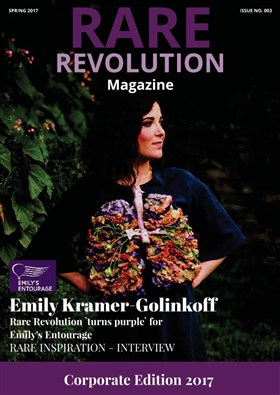 SPRING 2017
ISSUE NO. 003
RARE
REVOLUTION
Magazine
EMILY'S
ENTOURAGE
Emily Kramer-Golinkoff
Rare Revolution 'turns purple' for
Emily's Entourage
RARE INSPIRATION - INTERVIEW
Corporate Edition 2017